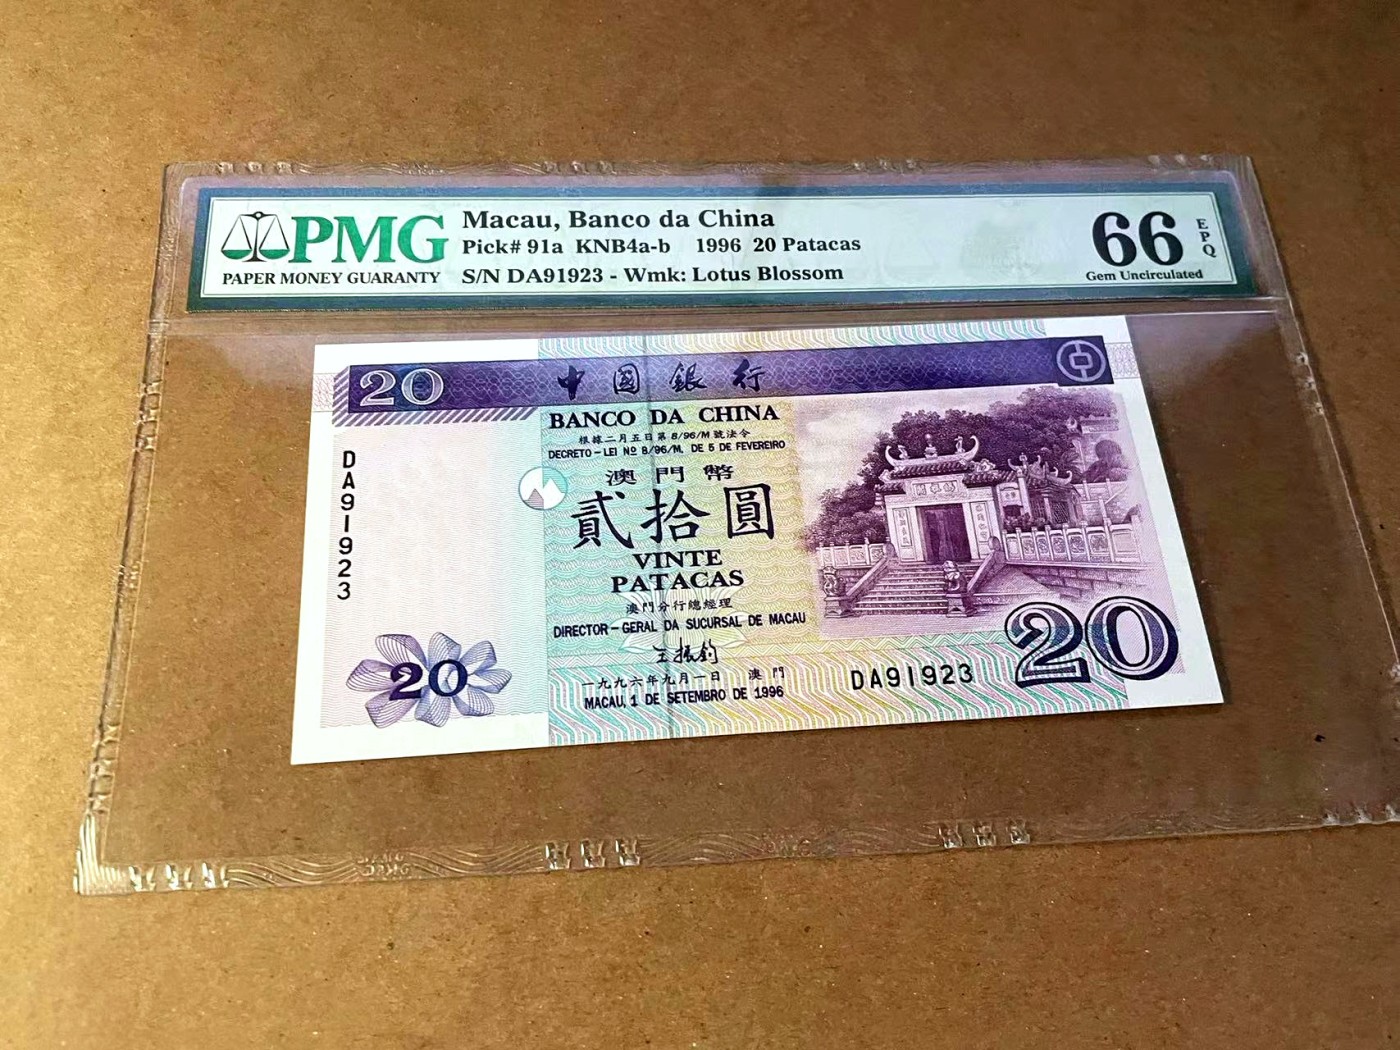 PMG
PAPER MONEY GUARANTY
Macau, Banco da China
Pick# 91a KNB4a-b 1996 20 Patacas
S/N DA91923 - Wmk: Lotus Blossom
66
EPQ
Gem Uncirculated
20
中國銀行
BANCO DA CHINA
根據二月五日第8/96/M號法令
DECRETO-LEI Nº 8/96/M, DE 5 DE FEVEREIRO
澳門幣
貳拾圓
VINTE
PATACAS
澳門分行總經理
DIRECTOR-GERAL DA SUCURSAL DE MACAU
王振鈞
一九九六年九月一日 澳門
MACAU, 1 DE SETEMBRO DE 1996
DA91923
20
DA91923
20